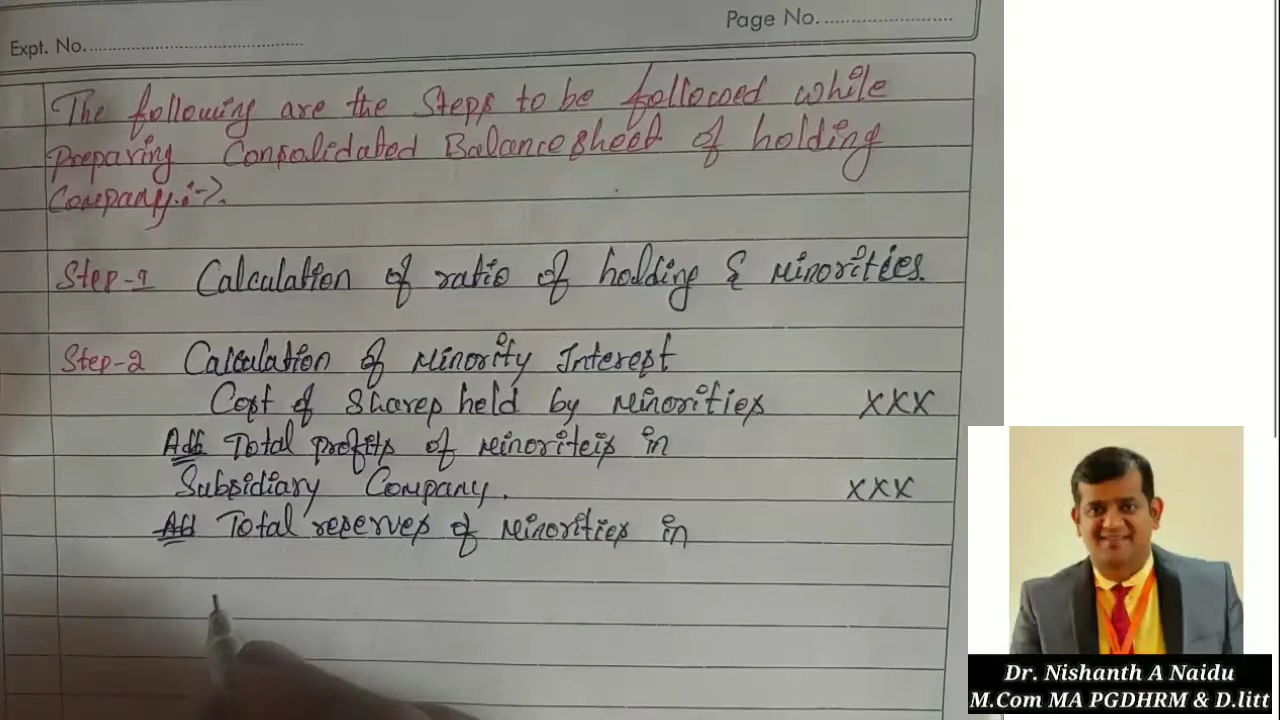 Page No.
Expt. No.
The following are the Steps to be followed while
preparing Consolidated Balance sheet of holding
Company:->.
Step-1 Calculation of ratio of holding & Minorities.
Step-2 Calculation of Minority Interest
Cost of Shares held by Minorities XXX
Add Total profits of Minoriteis in
Subsidiary Company. XXX
Add Total reserves of Minorities in
Dr. Nishanth A Naidu
M.Com MA PGDHRM & D.litt